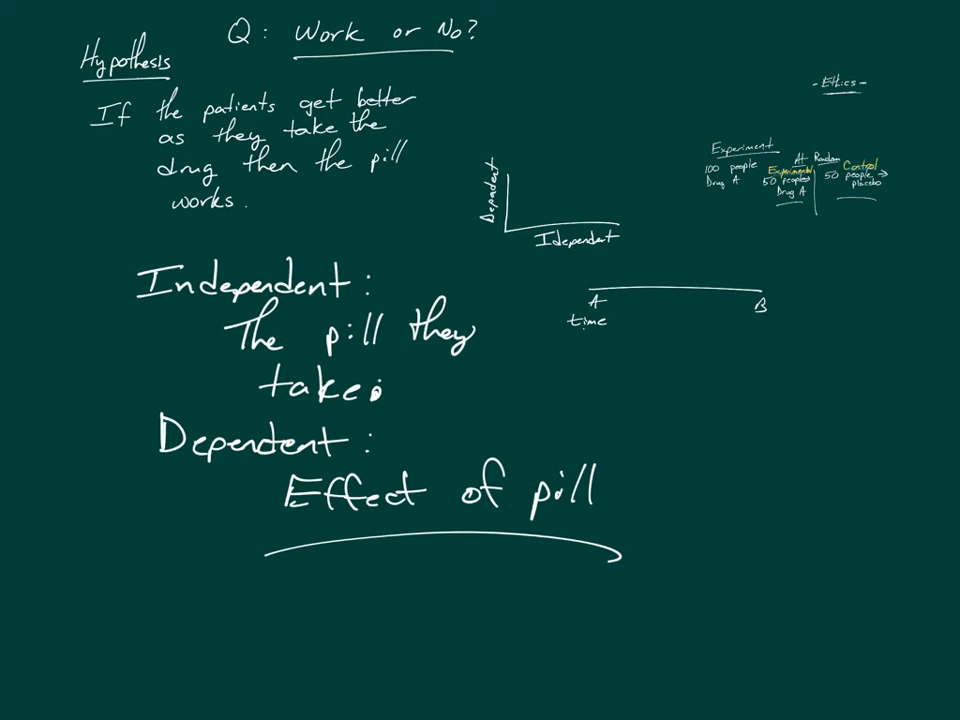 Q: Work or No?
Hypothesis
If the patients get better
as they take the
drug then the pill
works.
- Ethics -
Experiment
100 people
Drug A
At Random
Experimental
50 people
Drug A
Control
50 people →
placebo
Dependent
Idependent
A
B
time
Independent:
The pill they
take.
Dependent:
Effect of pill